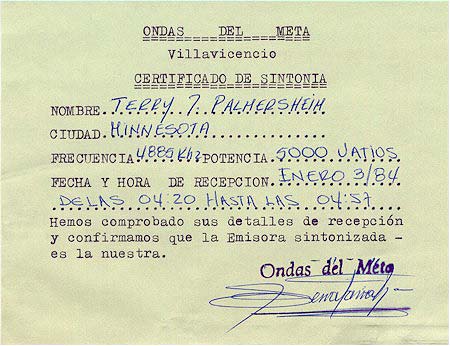 ONDAS DEL META
Villavicencio
CERTIFICADO DE SINTONIA
NOMBRE. TERRY J. PALMERSHEIM
CIUDAD. MINNESOTA
FRECUENCIA 4885 KHz POTENCIA. 5000 VATIOS
FECHA Y HORA DE RECEPCION. ENERO 3/84
DE LAS 04:20 HASTA LAS 04:57
Hemos comprobado sus detalles de recepción
y confirmamos que la Emisora sintonizada -
es la nuestra.
Ondas del Meta